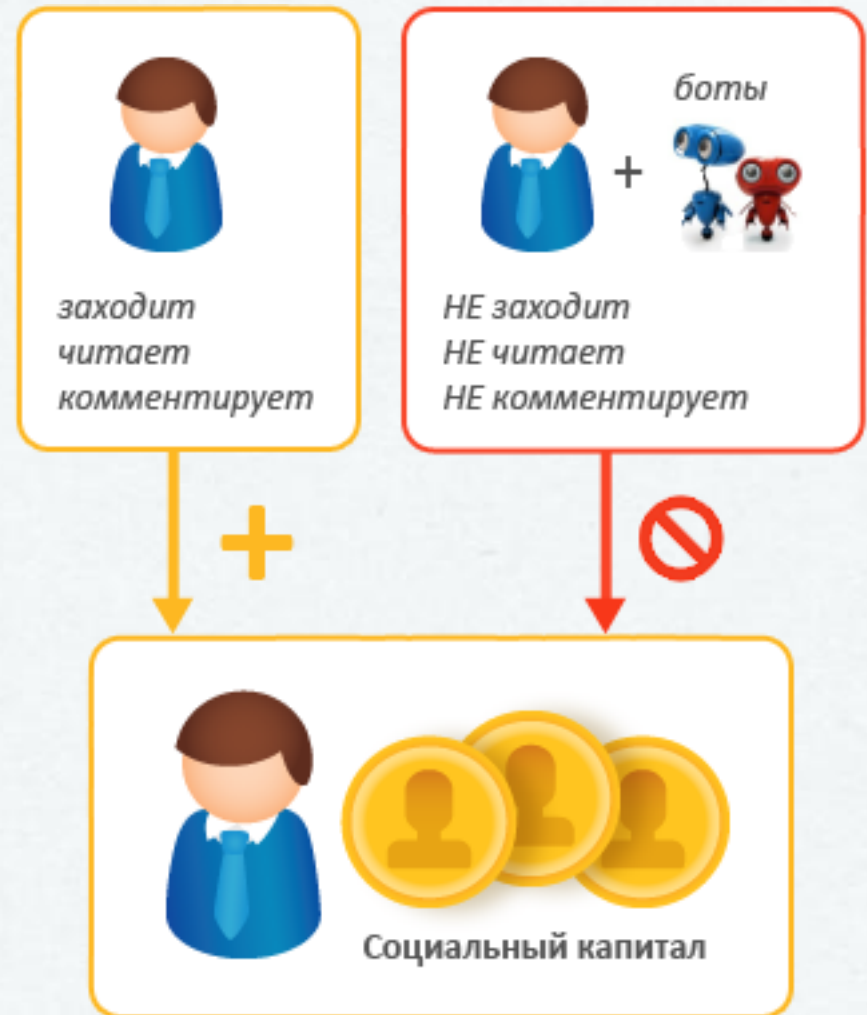 заходит
читает
комментирует
боты
+
НЕ заходит
НЕ читает
НЕ комментирует
Социальный капитал